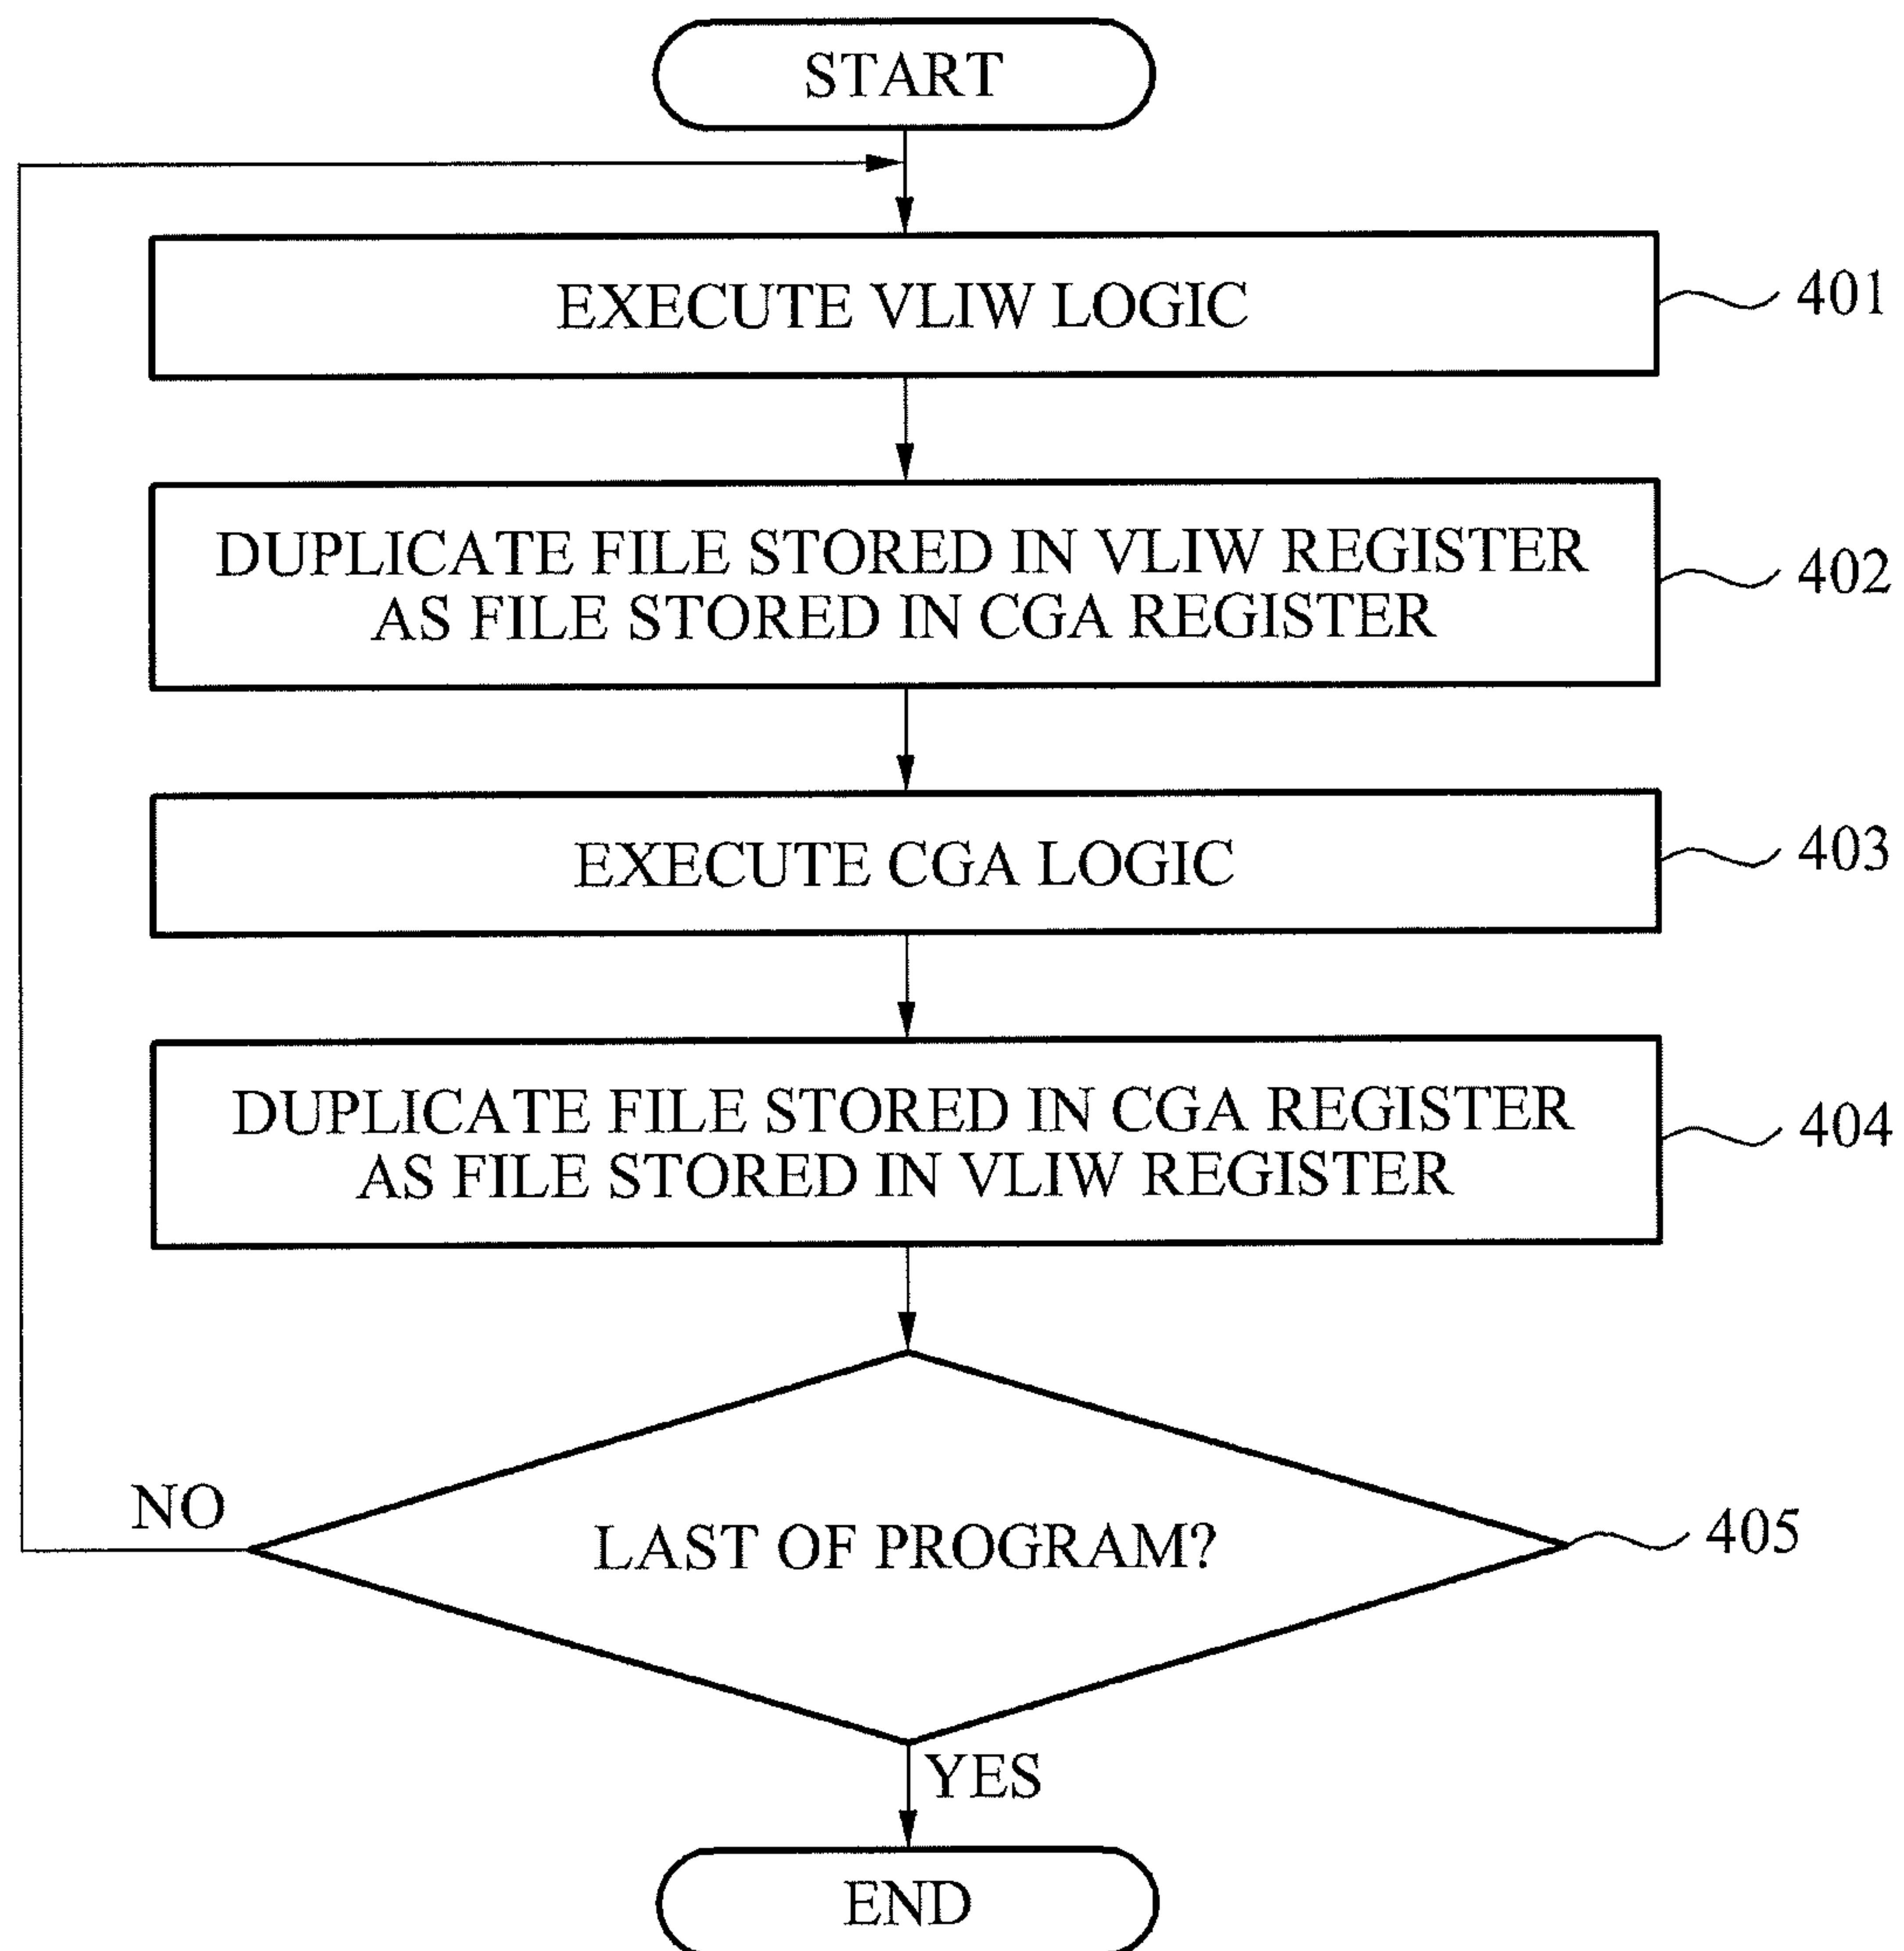 START
EXECUTE VLIW LOGIC
401
DUPLICATE FILE STORED IN VLIW REGISTER
AS FILE STORED IN CGA REGISTER
402
EXECUTE CGA LOGIC
403
DUPLICATE FILE STORED IN CGA REGISTER
AS FILE STORED IN VLIW REGISTER
404
NO
LAST OF PROGRAM?
405
YES
END